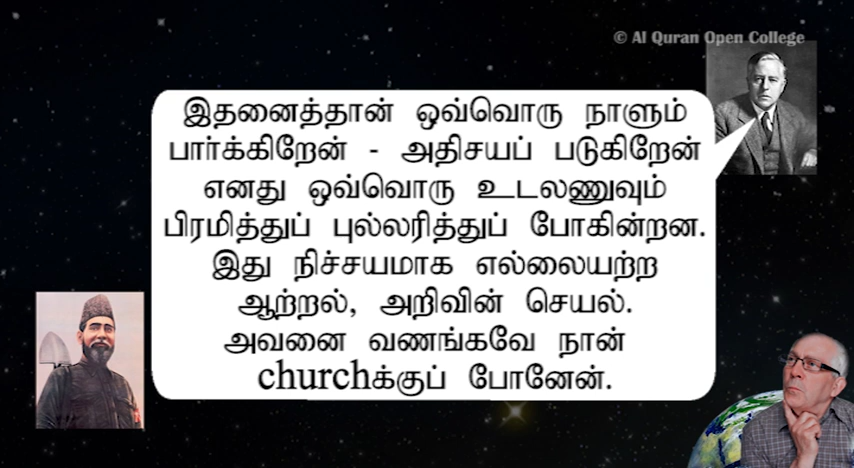 © Al Quran Open College
இதனைத்தான் ஒவ்வொரு நாளும்
பார்க்கிறேன் - அதிசயப் படுகிறேன்
எனது ஒவ்வொரு உடலணுவும்
பிரமித்துப் புல்லரித்துப் போகின்றன.
இது நிச்சயமாக எல்லையற்ற
ஆற்றல், அறிவின் செயல்.
அவனை வணங்கவே நான்
churchக்குப் போனேன்.